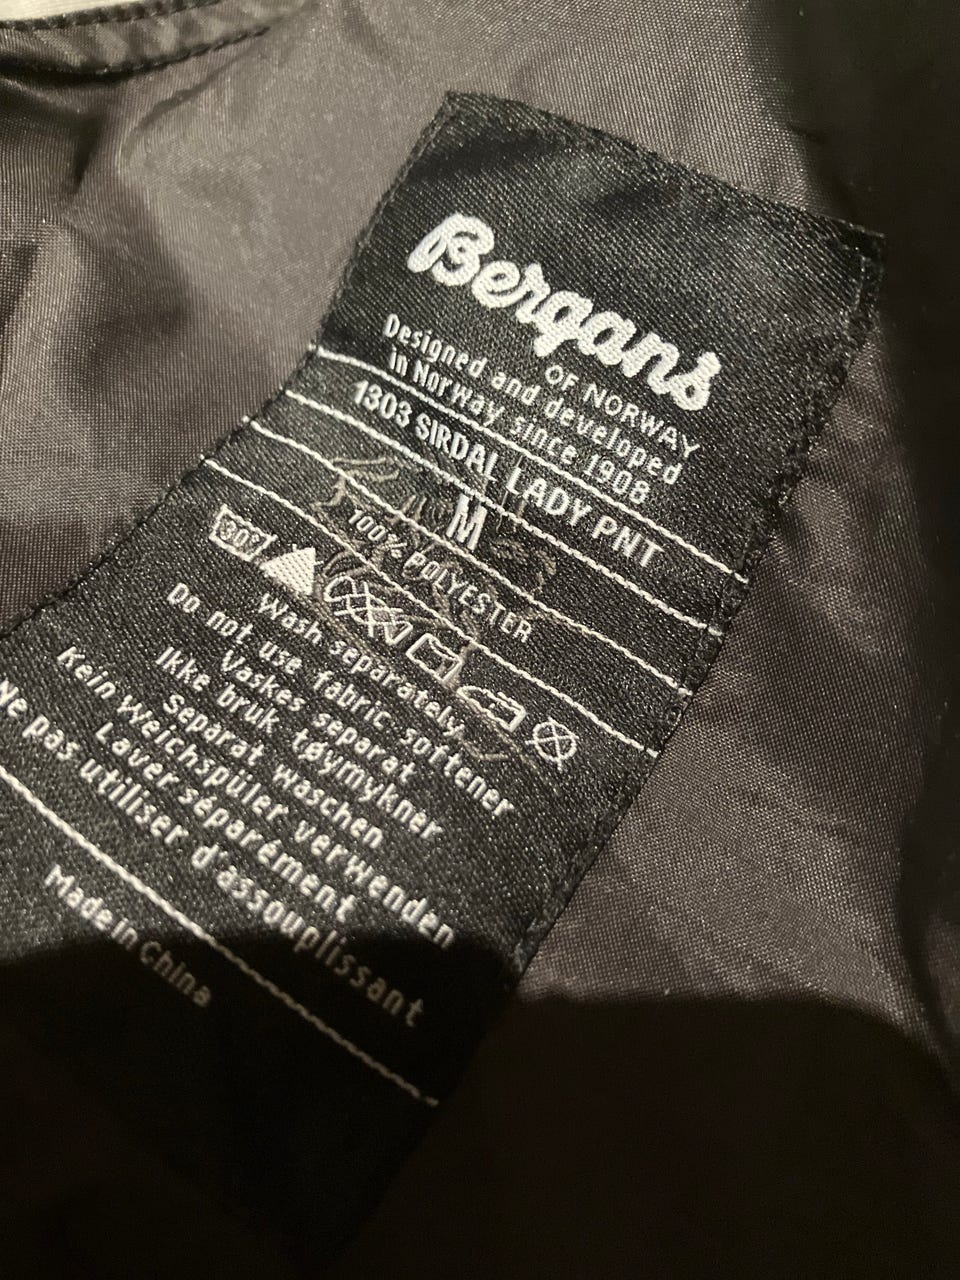 Bergans
OF NORWAY
Designed and developed
in Norway since 1908
1303 SIRDAL LADY PNT
M
100% POLYESTER
30°
Wash separately
Do not use fabric softener
Vaskes separat
Ikke bruk tøymykner
Separat waschen
Kein Weichspüler verwenden
Laver séparément
Ne pas utiliser d'assouplissant
Made in China